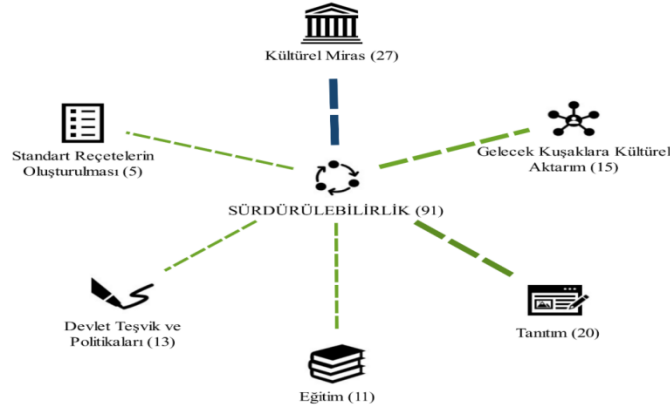 Kültürel Miras (27)
Standart Reçetelerin
Oluşturulması (5)
Gelecek Kuşaklara Kültürel
Aktarım (15)
SÜRDÜRÜLEBİLİRLİK (91)
Devlet Teşvik ve
Politikaları (13)
Tanıtım (20)
Eğitim (11)